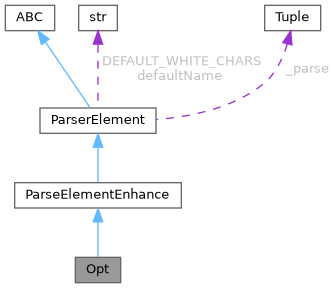 ABC
str
Tuple
DEFAULT_WHITE_CHARS
defaultName
_parse
ParserElement
ParseElementEnhance
Opt